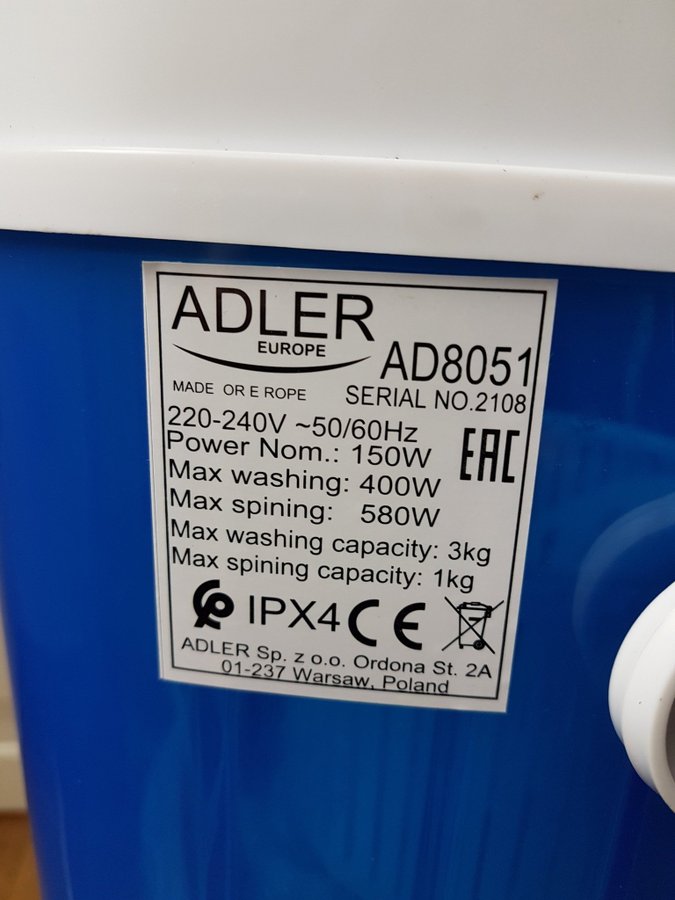 ADLER
EUROPE
AD8051
MADE OR E ROPE
SERIAL NO.2108
220-240V ~50/60Hz
Power Nom.: 150W
EAC
Max washing: 400W
Max spining: 580W
Max washing capacity: 3kg
Max spining capacity: 1kg
IPX4 CE
ADLER Sp. z o.o. Ordona St. 2A
01-237 Warsaw, Poland